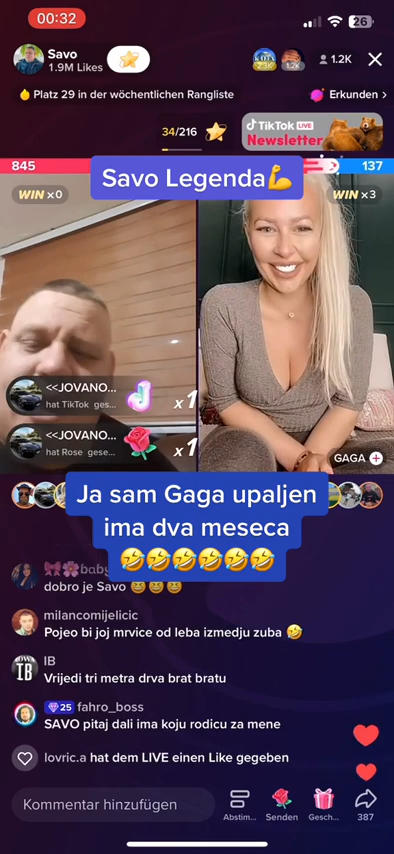 00:32
26
Savo
1.9M Likes
1.2K
Platz 29 in der wöchentlichen Rangliste
Erkunden >
34/216
TikTok LIVE
Newsletter
845
137
Savo Legenda💪
WIN x0
WIN x3
<<JOVANO...
hat TikTok ges...
x1
<<JOVANO...
hat Rose gese...
x1
GAGA
Ja sam Gaga upaljen
ima dva meseca
🤣🤣🤣🤣🤣🤣
dobro je Savo 😆😆😆
milancomijelicic
Pojeo bi joj mrvice od leba izmedju zuba 🤣
IB
IB
Vrijedi tri metra drva brat bratu
25 fahro_boss
SAVO pitaj dali ima koju rodicu za mene
lovric.a hat dem LIVE einen Like gegeben
Kommentar hinzufügen
Abstim...
Senden
Gesch...
387